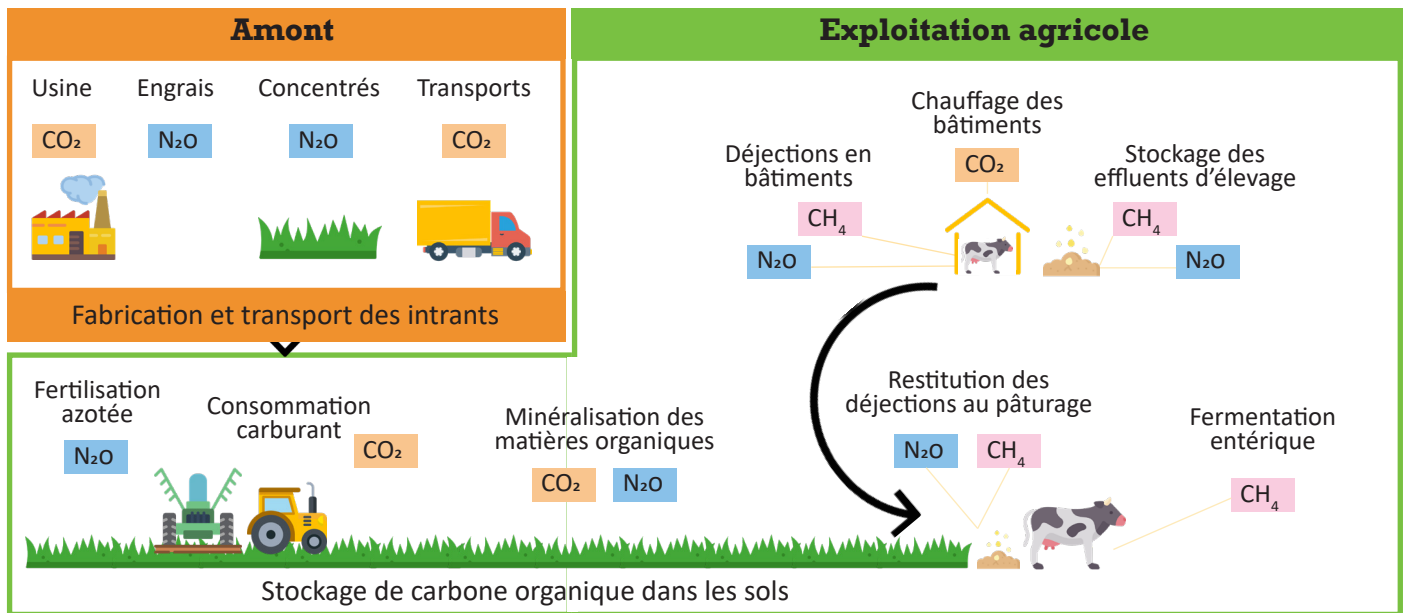 Amont
Usine
CO₂
Engrais
N₂O
Concentrés
N₂O
Transports
CO₂
Fabrication et transport des intrants
Exploitation agricole
Chauffage des
bâtiments
CO₂
Déjections en
bâtiments
CH₄
N₂O
Stockage des
effluents d’élevage
CH₄
N₂O
Fertilisation
azotée
N₂O
Consommation
carburant
CO₂
Minéralisation des
matières organiques
CO₂ N₂O
Restitution des
déjections au pâturage
N₂O CH₄
Fermentation
entérique
CH₄
Stockage de carbone organique dans les sols